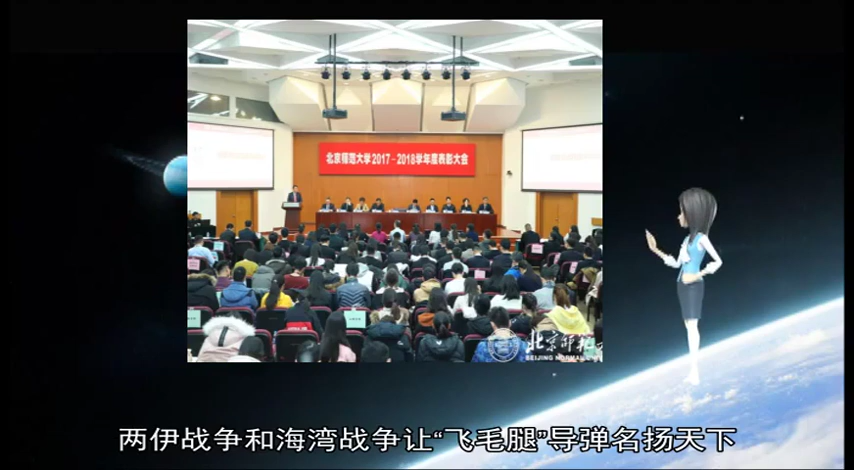 北京师范大学2017-2018学年度表彰大会
北京师范
BEIJING NORMAL
两伊战争和海湾战争让“飞毛腿”导弹名扬天下